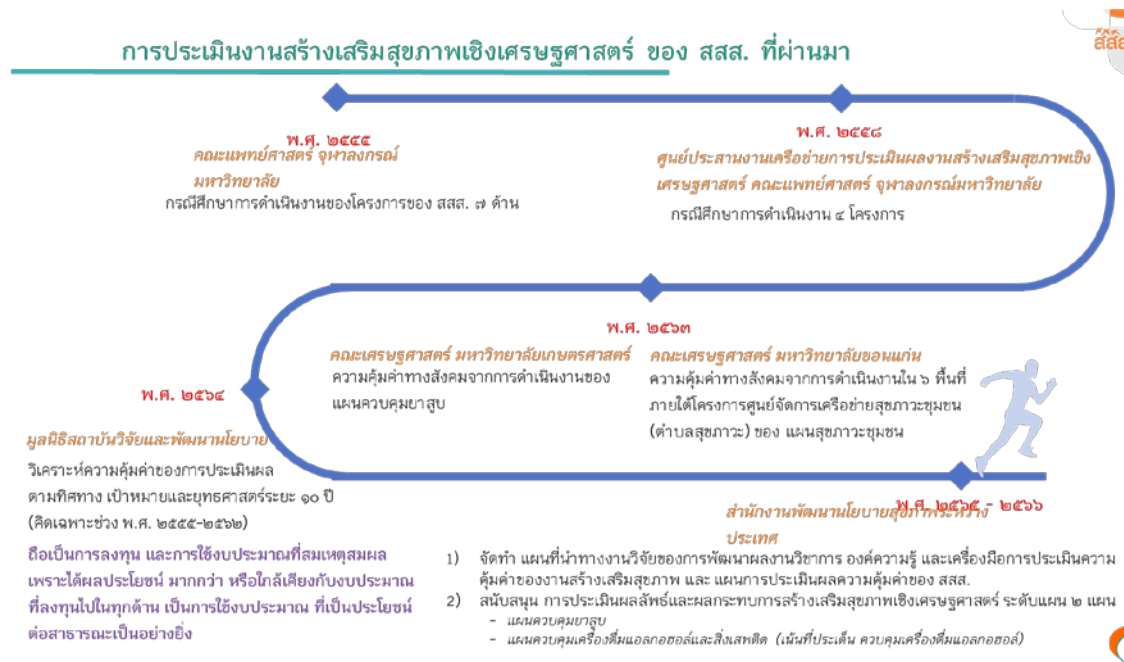 การประเมินงานสร้างเสริมสุขภาพเชิงเศรษฐศาสตร์ ของ สสส. ที่ผ่านมา
สสส
พ.ศ. ๒๕๕๕
คณะแพทย์ศาสตร์ จุฬาลงกรณ์
มหาวิทยาลัย
กรณีศึกษาการดำเนินงานของโครงการของ สสส. ๗ ด้าน
พ.ศ. ๒๕๕๘
ศูนย์ประสานงานเครือข่ายการประเมินผลงานสร้างเสริมสุขภาพเชิง
เศรษฐศาสตร์ คณะแพทย์ศาสตร์ จุฬาลงกรณ์มหาวิทยาลัย
กรณีศึกษาการดำเนินงาน ๔ โครงการ
พ.ศ. ๒๕๖๓
คณะเศรษฐศาสตร์ มหาวิทยาลัยเกษตรศาสตร์
ความคุ้มค่าทางสังคมจากการดำเนินงานของ
แผนควบคุมยาสูบ
คณะเศรษฐศาสตร์ มหาวิทยาลัยขอนแก่น
ความคุ้มค่าทางสังคมจากการดำเนินงานใน ๖ พื้นที่
ภายใต้โครงการศูนย์จัดการเครือข่ายสุขภาวะชุมชน
(ตำบลสุขภาวะ) ของ แผนสุขภาวะชุมชน
พ.ศ. ๒๕๖๔
มูลนิธิสถาบันวิจัยและพัฒนานโยบาย
วิเคราะห์ความคุ้มค่าของการประเมินผล
ตามทิศทาง เป้าหมายและยุทธศาสตร์ระยะ ๑๐ ปี
(คิดเฉพาะช่วง พ.ศ. ๒๕๕๕-๒๕๖๒)
ถือเป็นการลงทุน และการใช้งบประมาณที่สมเหตุสมผล
เพราะได้ผลประโยชน์ มากกว่า หรือใกล้เคียงกับงบประมาณ
ที่ลงทุนไปในทุกด้าน เป็นการใช้งบประมาณ ที่เป็นประโยชน์
ต่อสาธารณะเป็นอย่างยิ่ง
พ.ศ. ๒๕๖๕ - ๒๕๖๖
สำนักงานพัฒนานโยบายสุขภาพระหว่าง
ประเทศ
1) จัดทำ แผนที่นำทางงานวิจัยของการพัฒนาผลงานวิชาการ องค์ความรู้ และเครื่องมือการประเมินความ
คุ้มค่าของงานสร้างเสริมสุขภาพ และ แผนการประเมินผลความคุ้มค่าของ สสส.
2) สนับสนุน การประเมินผลลัพธ์และผลกระทบการสร้างเสริมสุขภาพเชิงเศรษฐศาสตร์ ระดับแผน ๒ แผน
- แผนควบคุมยาสูบ
- แผนควบคุมเครื่องดื่มแอลกอฮอล์และสิ่งเสพติด (เน้นที่ประเด็น ควบคุมเครื่องดื่มแอลกอฮอล์)